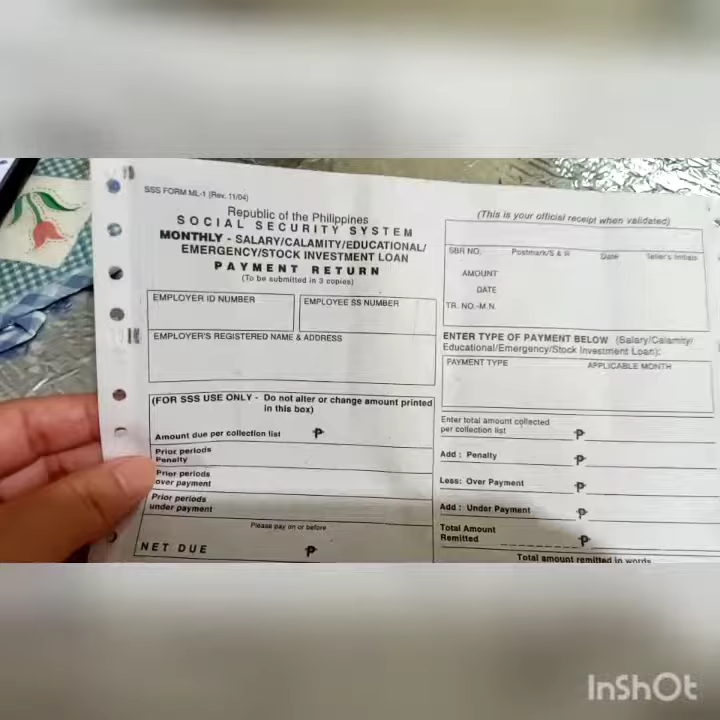 SSS FORM ML-1 (Rev. 11/04)
Republic of the Philippines
SOCIAL SECURITY SYSTEM
MONTHLY - SALARY/CALAMITY/EDUCATIONAL/
EMERGENCY/STOCK INVESTMENT LOAN
PAYMENT RETURN
(To be submitted in 3 copies)
EMPLOYER ID NUMBER
EMPLOYEE SS NUMBER
EMPLOYER'S REGISTERED NAME & ADDRESS
(FOR SSS USE ONLY - Do not alter or change amount printed
in this box)
Amount due per collection list ₱
Prior periods
Penalty
Prior periods
over payment
Prior periods
under payment
Please pay on or before
NET DUE ₱
(This is your official receipt when validated)
SBR NO. Postmark/S & R Date Teller's Initials
AMOUNT
DATE
TR. NO.-M.N.
ENTER TYPE OF PAYMENT BELOW (Salary/Calamity/
Educational/Emergency/Stock Investment Loan):
PAYMENT TYPE APPLICABLE MONTH
Enter total amount collected
per collection list ₱
Add : Penalty ₱
Less: Over Payment ₱
Add : Under Payment ₱
Total Amount
Remitted ₱
Total amount remitted in words
InShOt